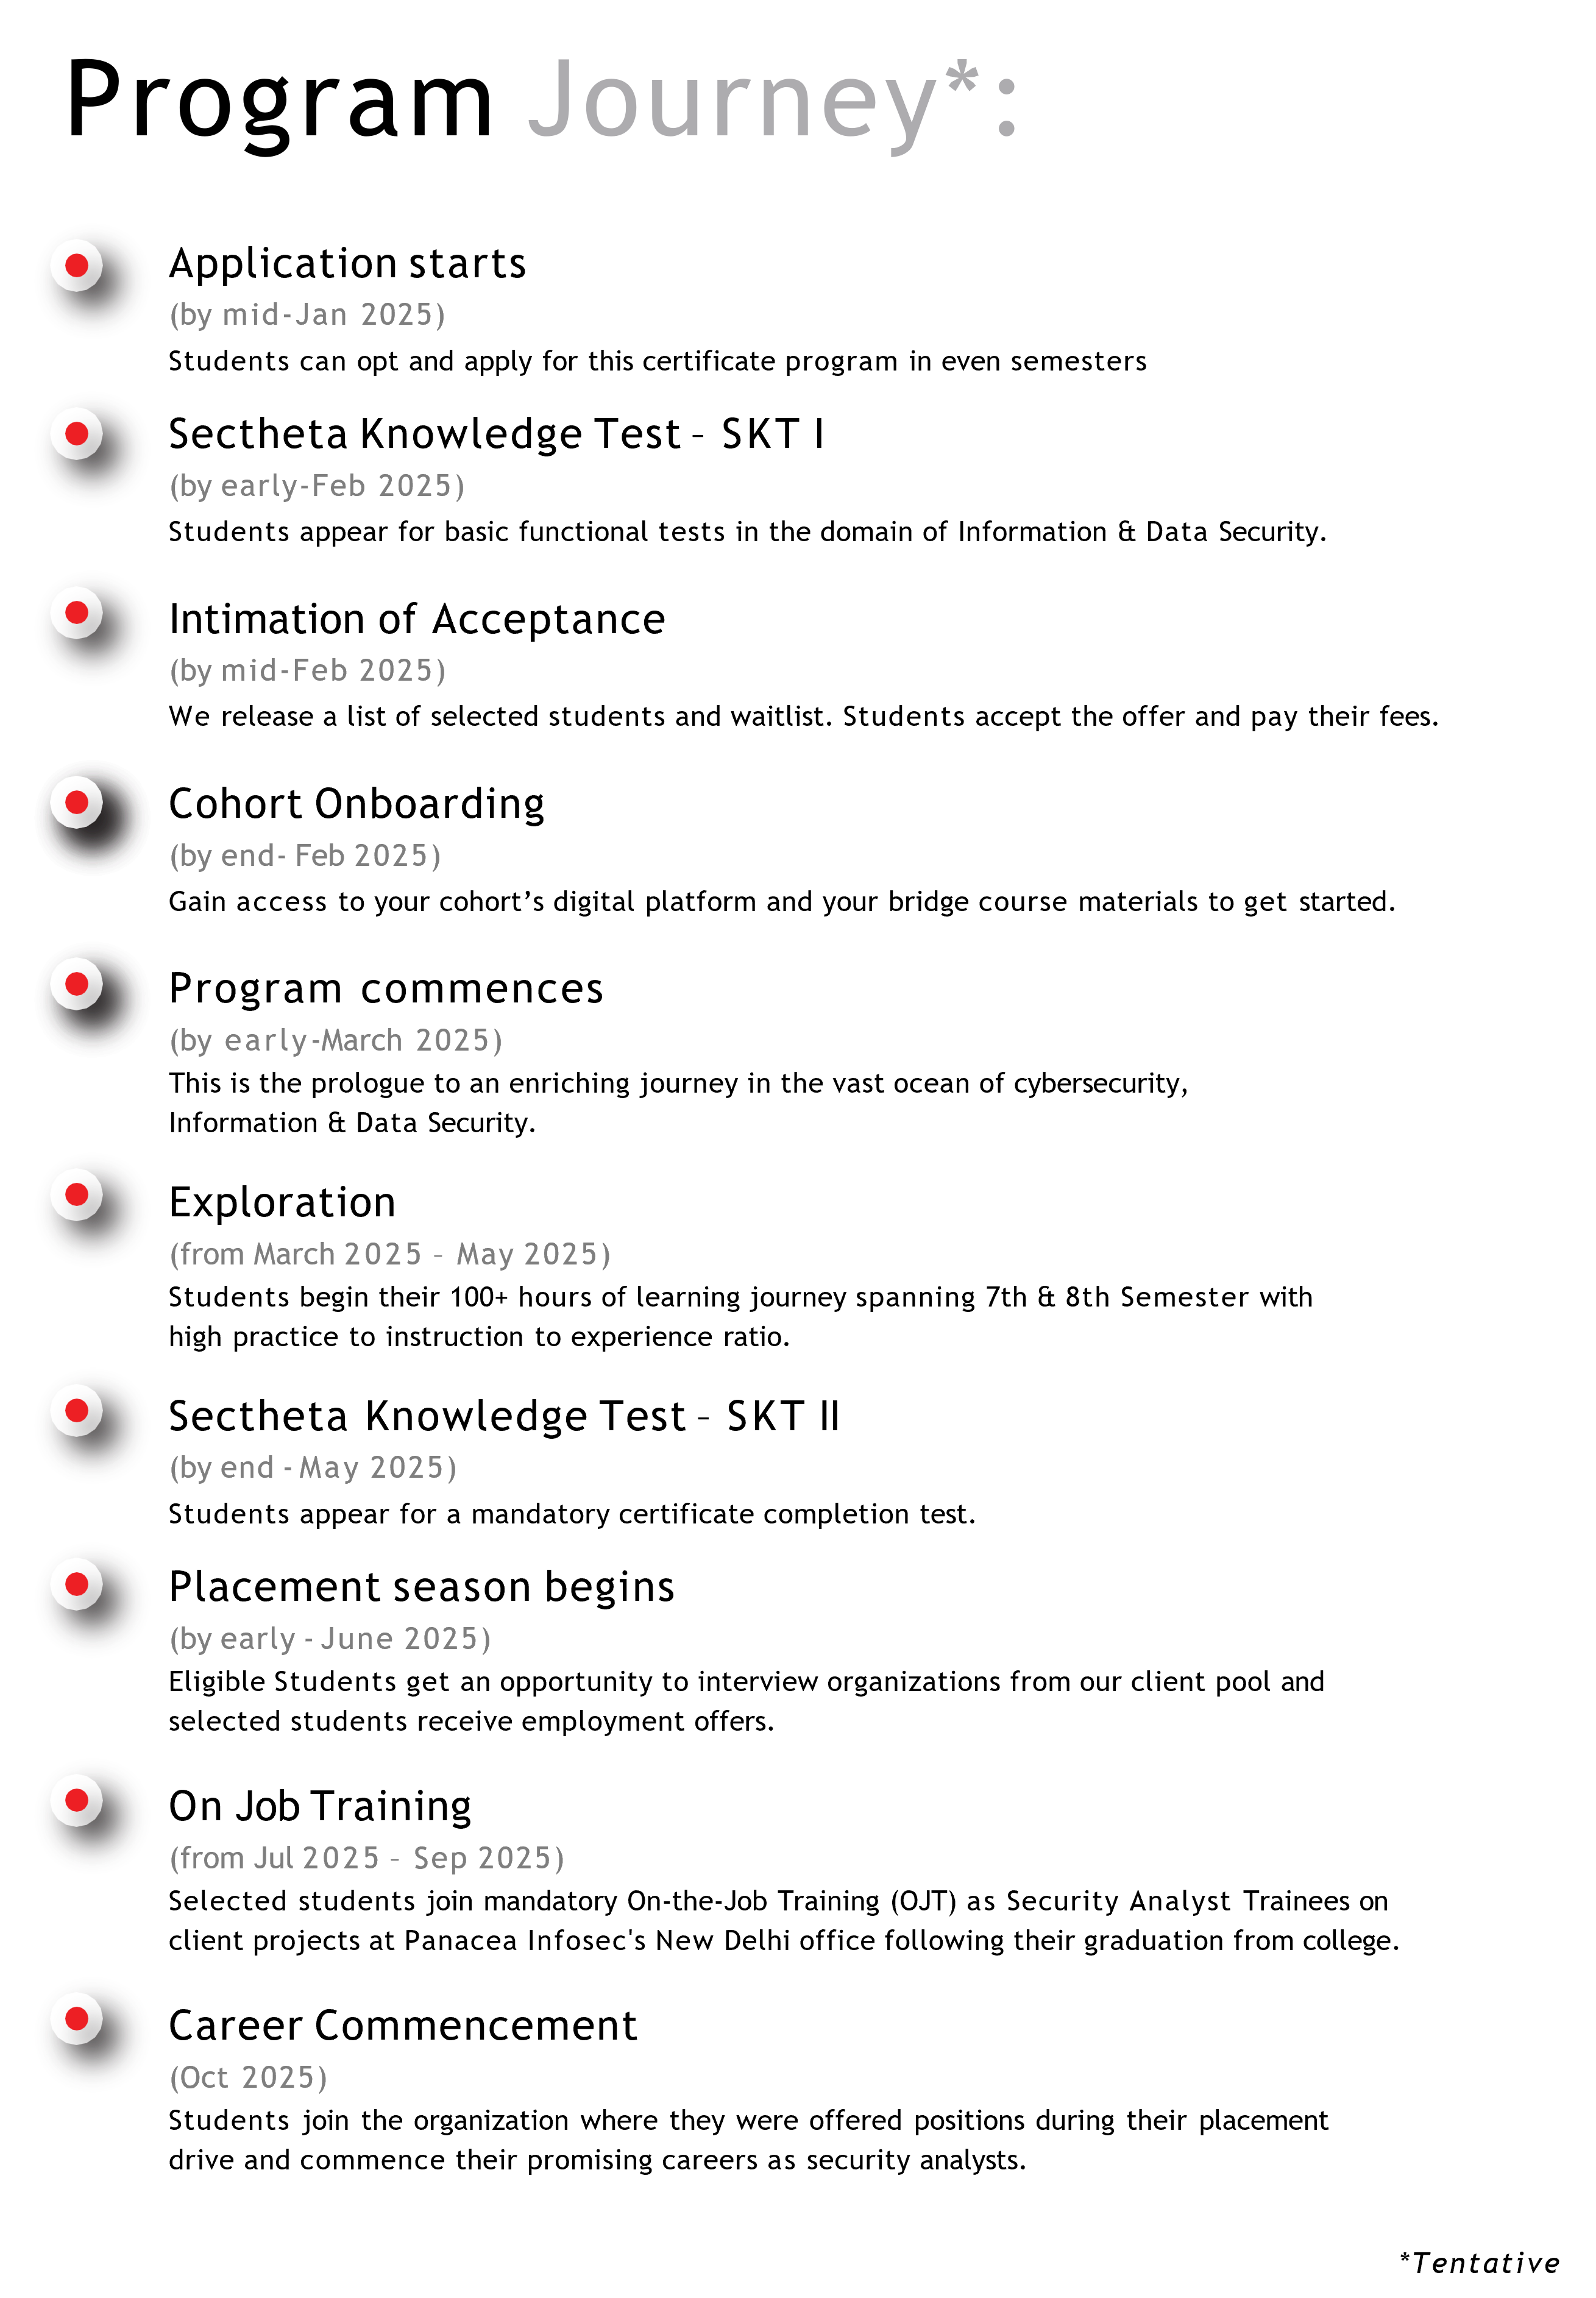 Program Journey*:
Application starts
(by mid-Jan 2025)
Students can opt and apply for this certificate program in even semesters
Sectheta Knowledge Test – SKT I
(by early-Feb 2025)
Students appear for basic functional tests in the domain of Information & Data Security.
Intimation of Acceptance
(by mid-Feb 2025)
We release a list of selected students and waitlist. Students accept the offer and pay their fees.
Cohort Onboarding
(by end- Feb 2025)
Gain access to your cohort’s digital platform and your bridge course materials to get started.
Program commences
(by early-March 2025)
This is the prologue to an enriching journey in the vast ocean of cybersecurity,
Information & Data Security.
Exploration
(from March 2025 – May 2025)
Students begin their 100+ hours of learning journey spanning 7th & 8th Semester with
high practice to instruction to experience ratio.
Sectheta Knowledge Test – SKT II
(by end - May 2025)
Students appear for a mandatory certificate completion test.
Placement season begins
(by early - June 2025)
Eligible Students get an opportunity to interview organizations from our client pool and
selected students receive employment offers.
On Job Training
(from Jul 2025 – Sep 2025)
Selected students join mandatory On-the-Job Training (OJT) as Security Analyst Trainees on
client projects at Panacea Infosec's New Delhi office following their graduation from college.
Career Commencement
(Oct 2025)
Students join the organization where they were offered positions during their placement
drive and commence their promising careers as security analysts.
*Tentative